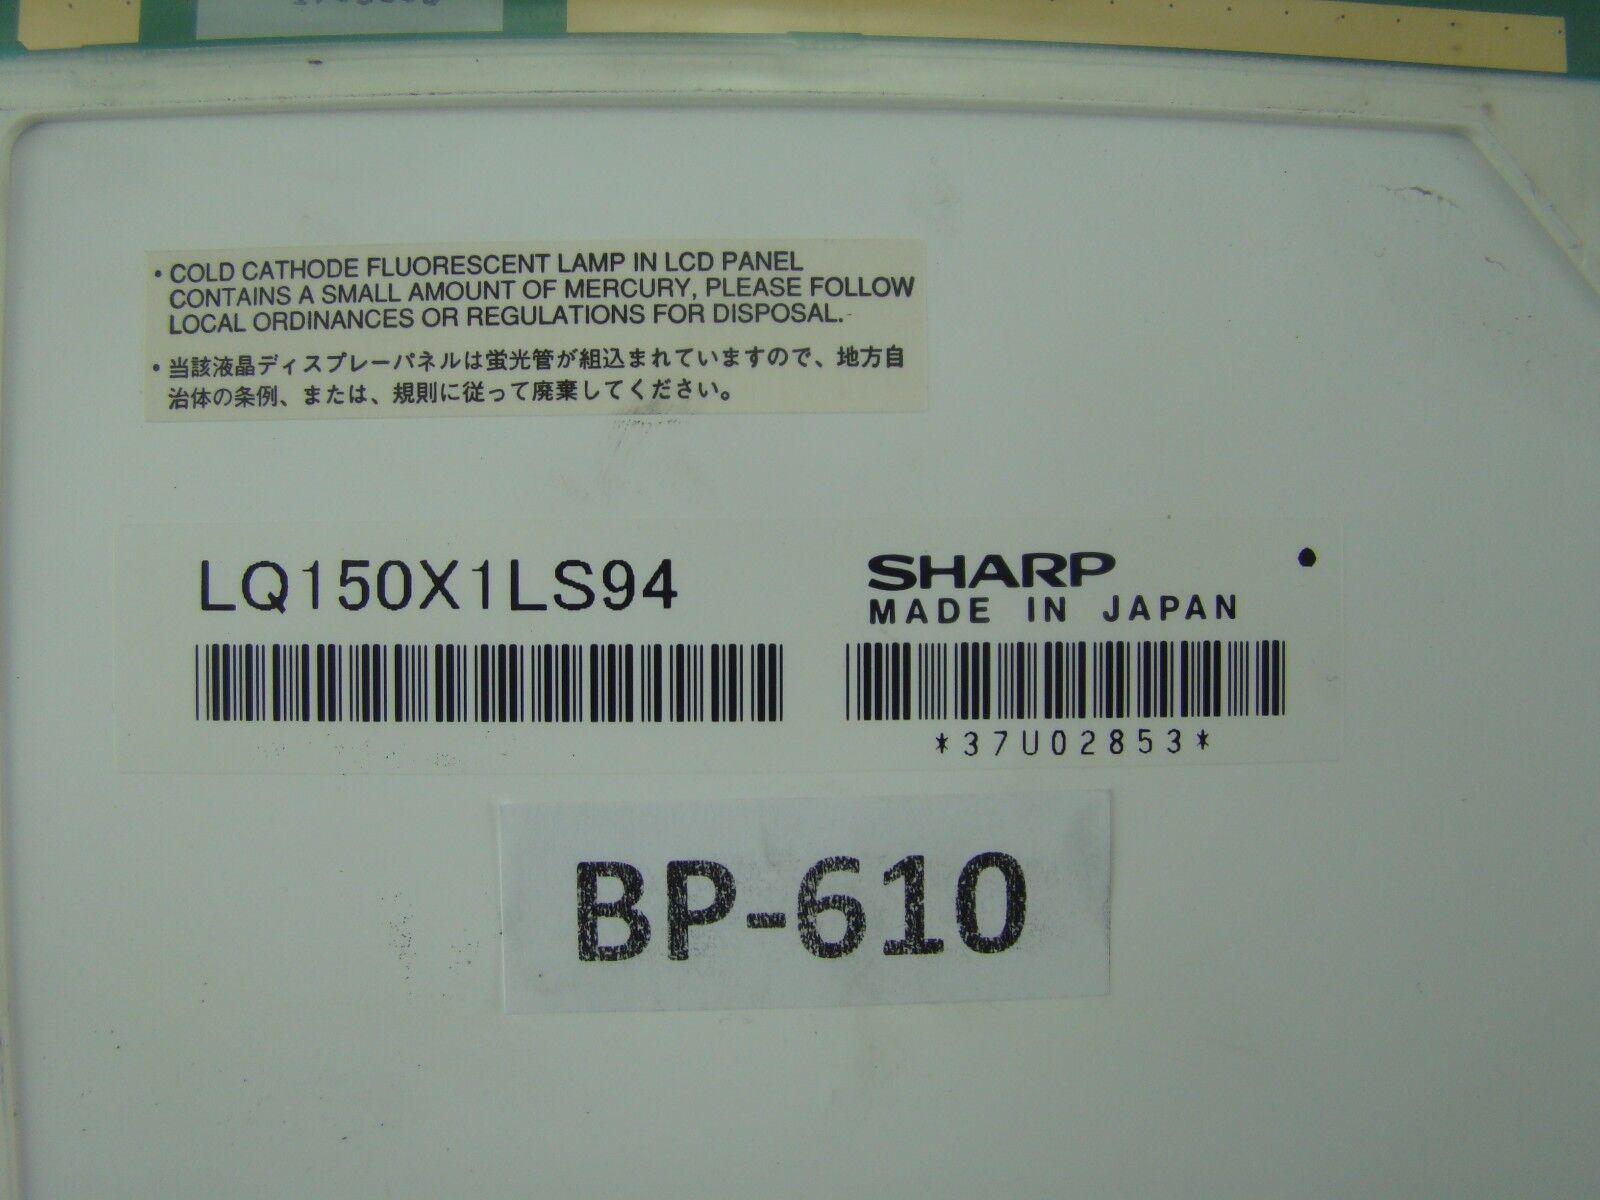 • COLD CATHODE FLUORESCENT LAMP IN LCD PANEL
CONTAINS A SMALL AMOUNT OF MERCURY, PLEASE FOLLOW
LOCAL ORDINANCES OR REGULATIONS FOR DISPOSAL.
• 当該液晶ディスプレーパネルは蛍光管が組込まれていますので、地方自
治体の条例、または、規則に従って廃棄してください。
LQ150X1LS94
SHARP
MADE IN JAPAN
*37U02853*
BP-610